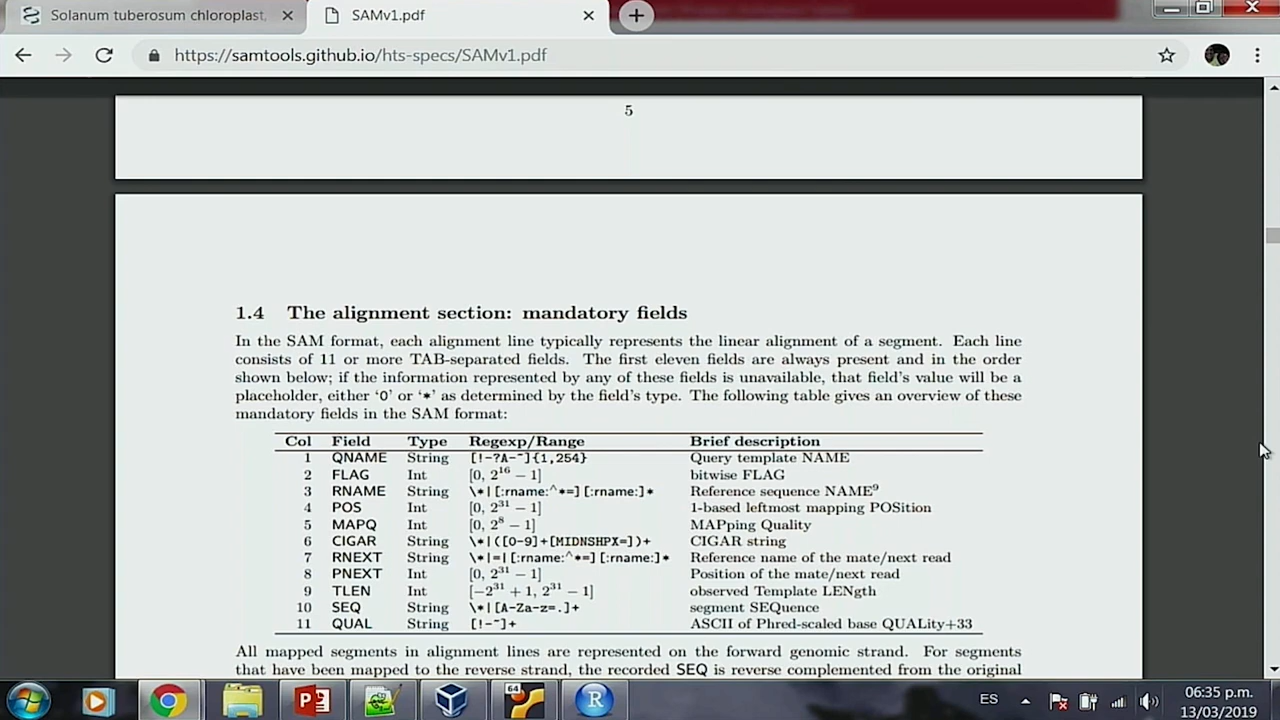 Solanum tuberosum chloroplast,
SAMv1.pdf
https://samtools.github.io/hts-specs/SAMv1.pdf
5
1.4 The alignment section: mandatory fields
In the SAM format, each alignment line typically represents the linear alignment of a segment. Each line
consists of 11 or more TAB-separated fields. The first eleven fields are always present and in the order
shown below; if the information represented by any of these fields is unavailable, that field's value will be a
placeholder, either '0' or '*' as determined by the field's type. The following table gives an overview of these
mandatory fields in the SAM format:
Col Field Type Regexp/Range Brief description
1 QNAME String [!-?A-~]{1,254} Query template NAME
2 FLAG Int [0, 2^16 − 1] bitwise FLAG
3 RNAME String \*|[:rname:^*=][:rname:]* Reference sequence NAME⁹
4 POS Int [0, 2^31 − 1] 1-based leftmost mapping POSition
5 MAPQ Int [0, 2^8 − 1] MAPping Quality
6 CIGAR String \*|([0-9]+[MIDNSHPX=])+ CIGAR string
7 RNEXT String \*|=|[:rname:^*=][:rname:]* Reference name of the mate/next read
8 PNEXT Int [0, 2^31 − 1] Position of the mate/next read
9 TLEN Int [−2^31 + 1, 2^31 − 1] observed Template LENgth
10 SEQ String \*|[A-Za-z=.]+ segment SEQuence
11 QUAL String [!-~]+ ASCII of Phred-scaled base QUALity+33
All mapped segments in alignment lines are represented on the forward genomic strand. For segments
that have been mapped to the reverse strand, the recorded SEQ is reverse complemented from the original
64
ES
06:35 p.m.
13/03/2019